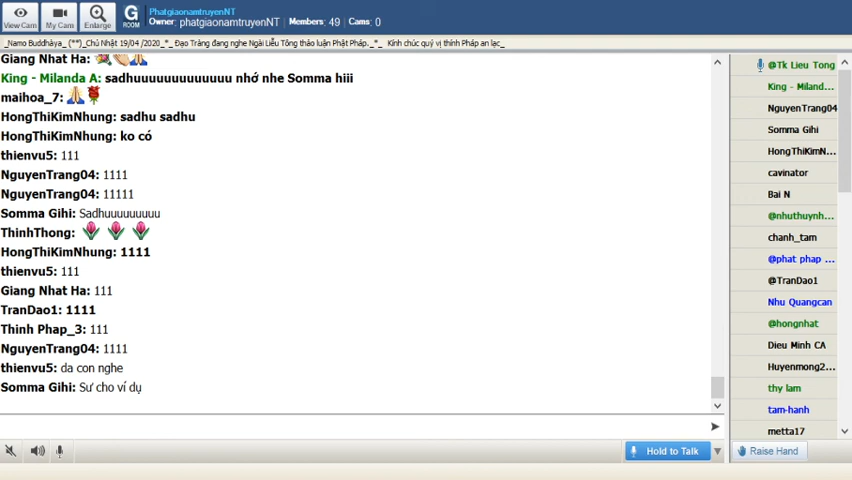 View Cam
My Cam
Enlarge
G
ROOM
PhatgiaonamtruyenNT
Owner: phatgiaonamtruyenNT | Members: 49 | Cams: 0
_Namo Buddhàya_ (**)_Chủ Nhật 19/04 /2020_*_ Đạo Tràng đang nghe Ngài Liễu Tông thảo luận Phật Pháp._*_ Kính chúc quý vị thính Pháp an lạc_
Giang Nhat Ha:
King - Milanda A: sadhuuuuuuuuuuuuu nhớ nhe Somma hiii
maihoa_7:
HongThiKimNhung: sadhu sadhu
HongThiKimNhung: ko có
thienvu5: 111
NguyenTrang04: 1111
NguyenTrang04: 11111
Somma Gihi: Sadhuuuuuuuuu
ThinhThong:
HongThiKimNhung: 1111
thienvu5: 111
Giang Nhat Ha: 111
TranDao1: 1111
Thinh Phap_3: 111
NguyenTrang04: 1111
thienvu5: da con nghe
Somma Gihi: Sư cho ví dụ
@Tk Lieu Tong
King - Miland...
NguyenTrang04
Somma Gihi
HongThiKimN...
cavinator
Bai N
@nhuthuynh...
chanh_tam
@phat phap ...
@TranDao1
Nhu Quangcan
@hongnhat
Dieu Minh CA
Huyenmong2...
thy lam
tam-hanh
metta17
Hold to Talk
Raise Hand